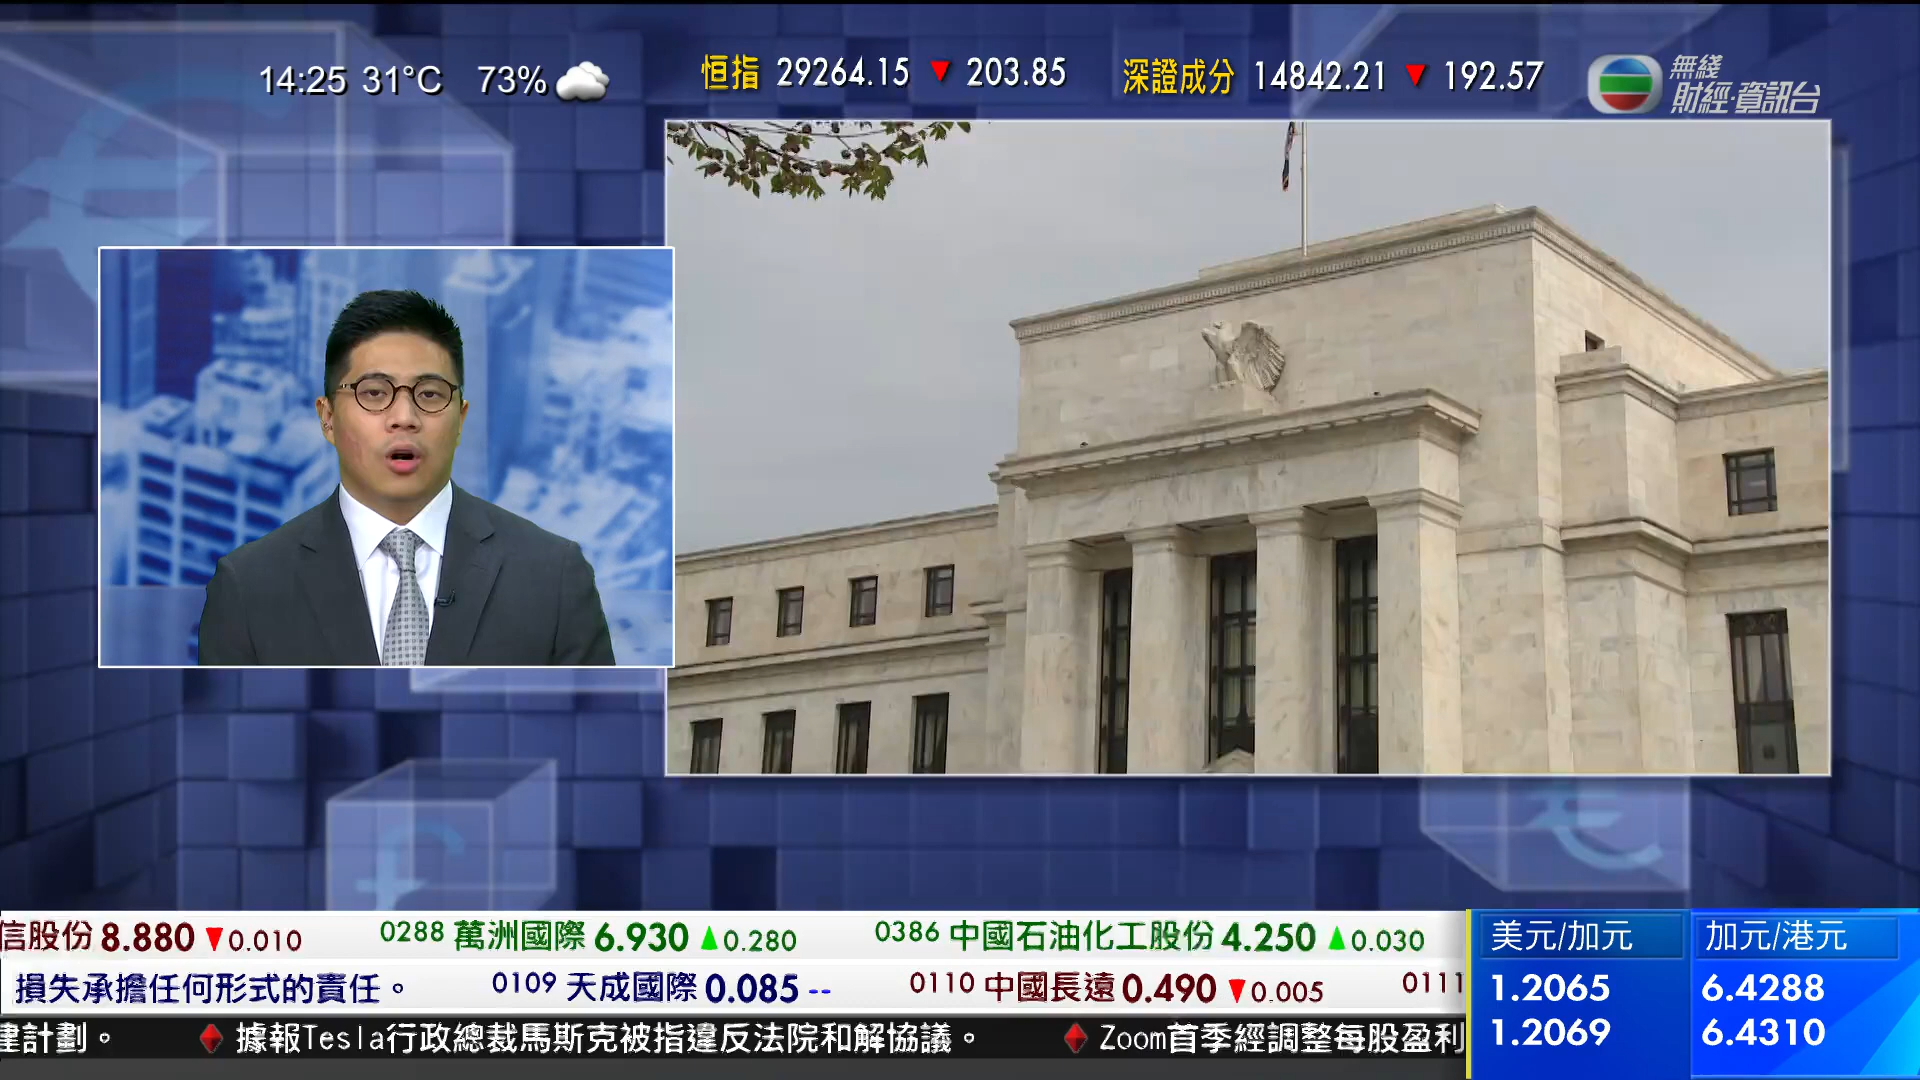 14:25 31°C 73%
恒指 29264.15 ▼ 203.85 深證成分 14842.21 ▼ 192.57
無綫
財經·資訊台
信股份 8.880 ▼0.010 0288 萬洲國際 6.930 ▲0.280 0386 中國石油化工股份 4.250 ▲0.030
損失承擔任何形式的責任。 0109 天成國際 0.085 -- 0110 中國長遠 0.490 ▼0.005 0111
建計劃。 ◆ 據報Tesla行政總裁馬斯克被指違反法院和解協議。 ◆ Zoom首季經調整每股盈利
美元/加元 加元/港元
1.2065 6.4288
1.2069 6.4310